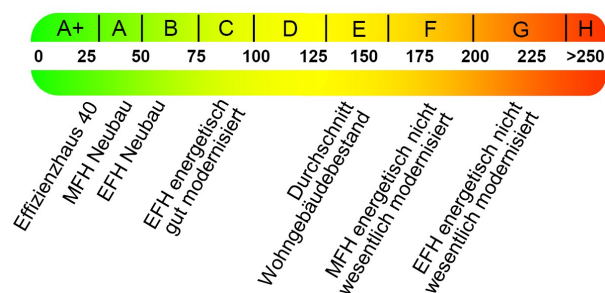 A+ A B C D E F G H
0 25 50 75 100 125 150 175 200 225 >250
Effizienzhaus 40
MFH Neubau
EFH Neubau
EFH energetisch
gut modernisiert
Durchschnitt
Wohngebäudebestand
MFH energetisch nicht
wesentlich modernisiert
EFH energetisch nicht
wesentlich modernisiert